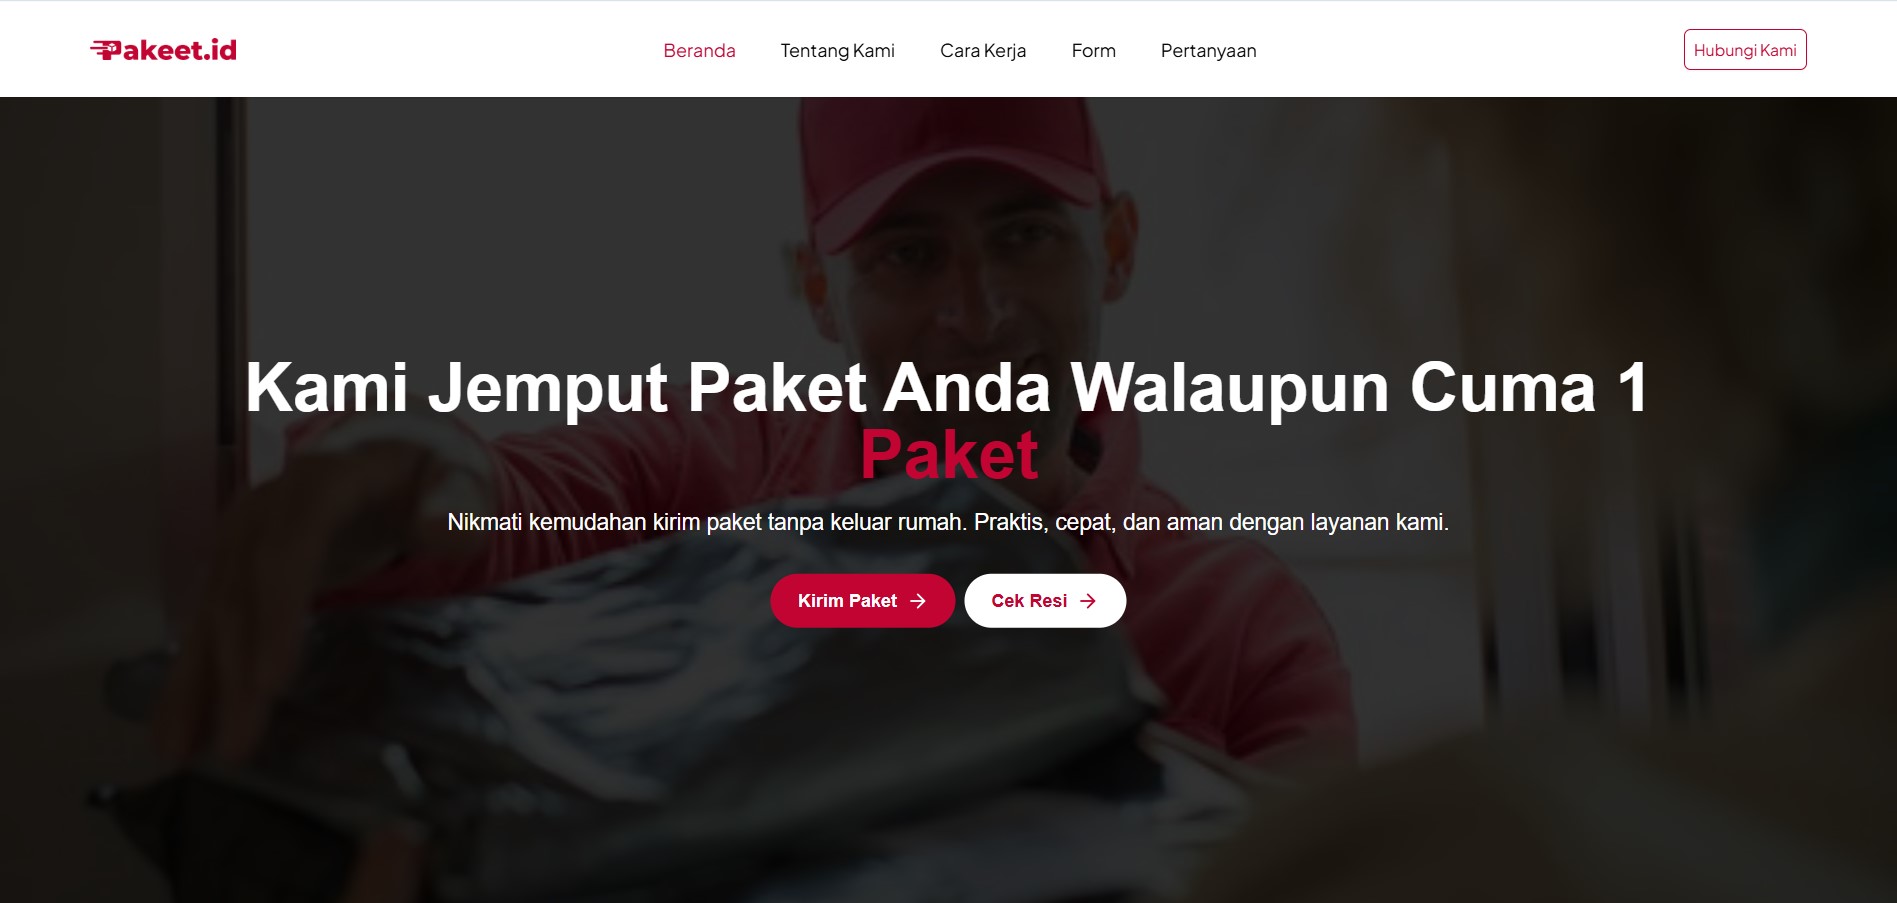 Pakeet.id
Beranda
Tentang Kami
Cara Kerja
Form
Pertanyaan
Hubungi Kami
Kami Jemput Paket Anda Walaupun Cuma 1
Paket
Nikmati kemudahan kirim paket tanpa keluar rumah. Praktis, cepat, dan aman dengan layanan kami.
Kirim Paket
Cek Resi